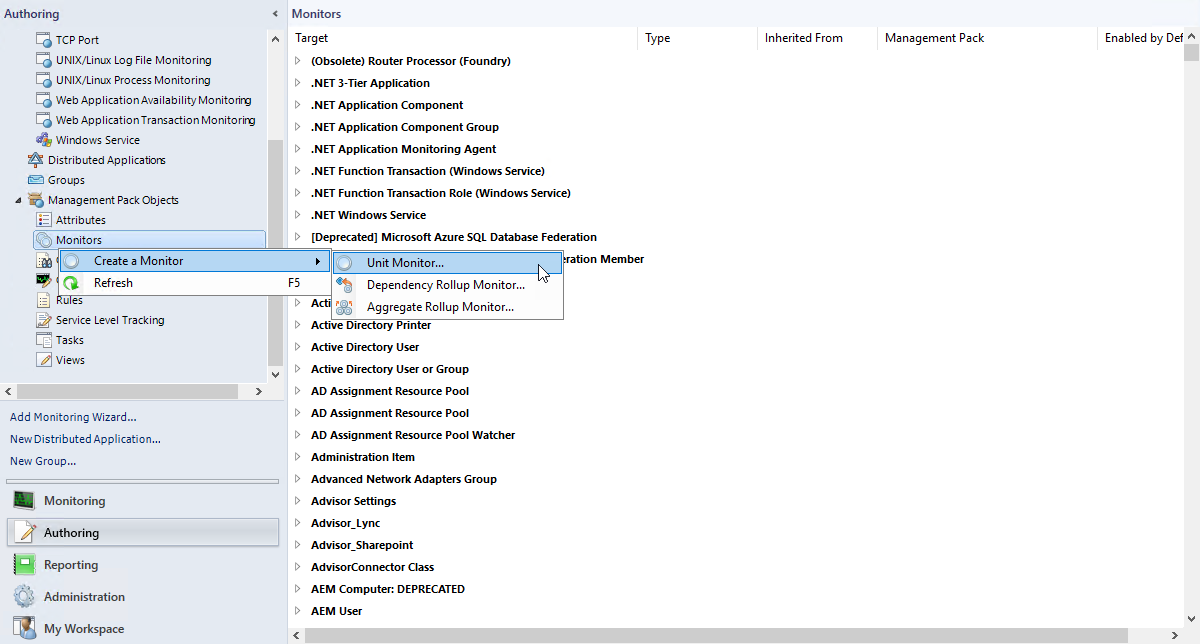 Authoring
TCP Port
UNIX/Linux Log File Monitoring
UNIX/Linux Process Monitoring
Web Application Availability Monitoring
Web Application Transaction Monitoring
Windows Service
Distributed Applications
Groups
Management Pack Objects
Attributes
Monitors
Rules
Service Level Tracking
Tasks
Views
Create a Monitor
Refresh F5
Unit Monitor...
Dependency Rollup Monitor...
Aggregate Rollup Monitor...
Add Monitoring Wizard...
New Distributed Application...
New Group...
Monitoring
Authoring
Reporting
Administration
My Workspace
Monitors
Target Type Inherited From Management Pack Enabled by Def
(Obsolete) Router Processor (Foundry)
.NET 3-Tier Application
.NET Application Component
.NET Application Component Group
.NET Application Monitoring Agent
.NET Function Transaction (Windows Service)
.NET Function Transaction Role (Windows Service)
.NET Windows Service
[Deprecated] Microsoft Azure SQL Database Federation
eration Member
Acti
Active Directory Printer
Active Directory User
Active Directory User or Group
AD Assignment Resource Pool
AD Assignment Resource Pool
AD Assignment Resource Pool Watcher
Administration Item
Advanced Network Adapters Group
Advisor Settings
Advisor_Lync
Advisor_Sharepoint
AdvisorConnector Class
AEM Computer: DEPRECATED
AEM User